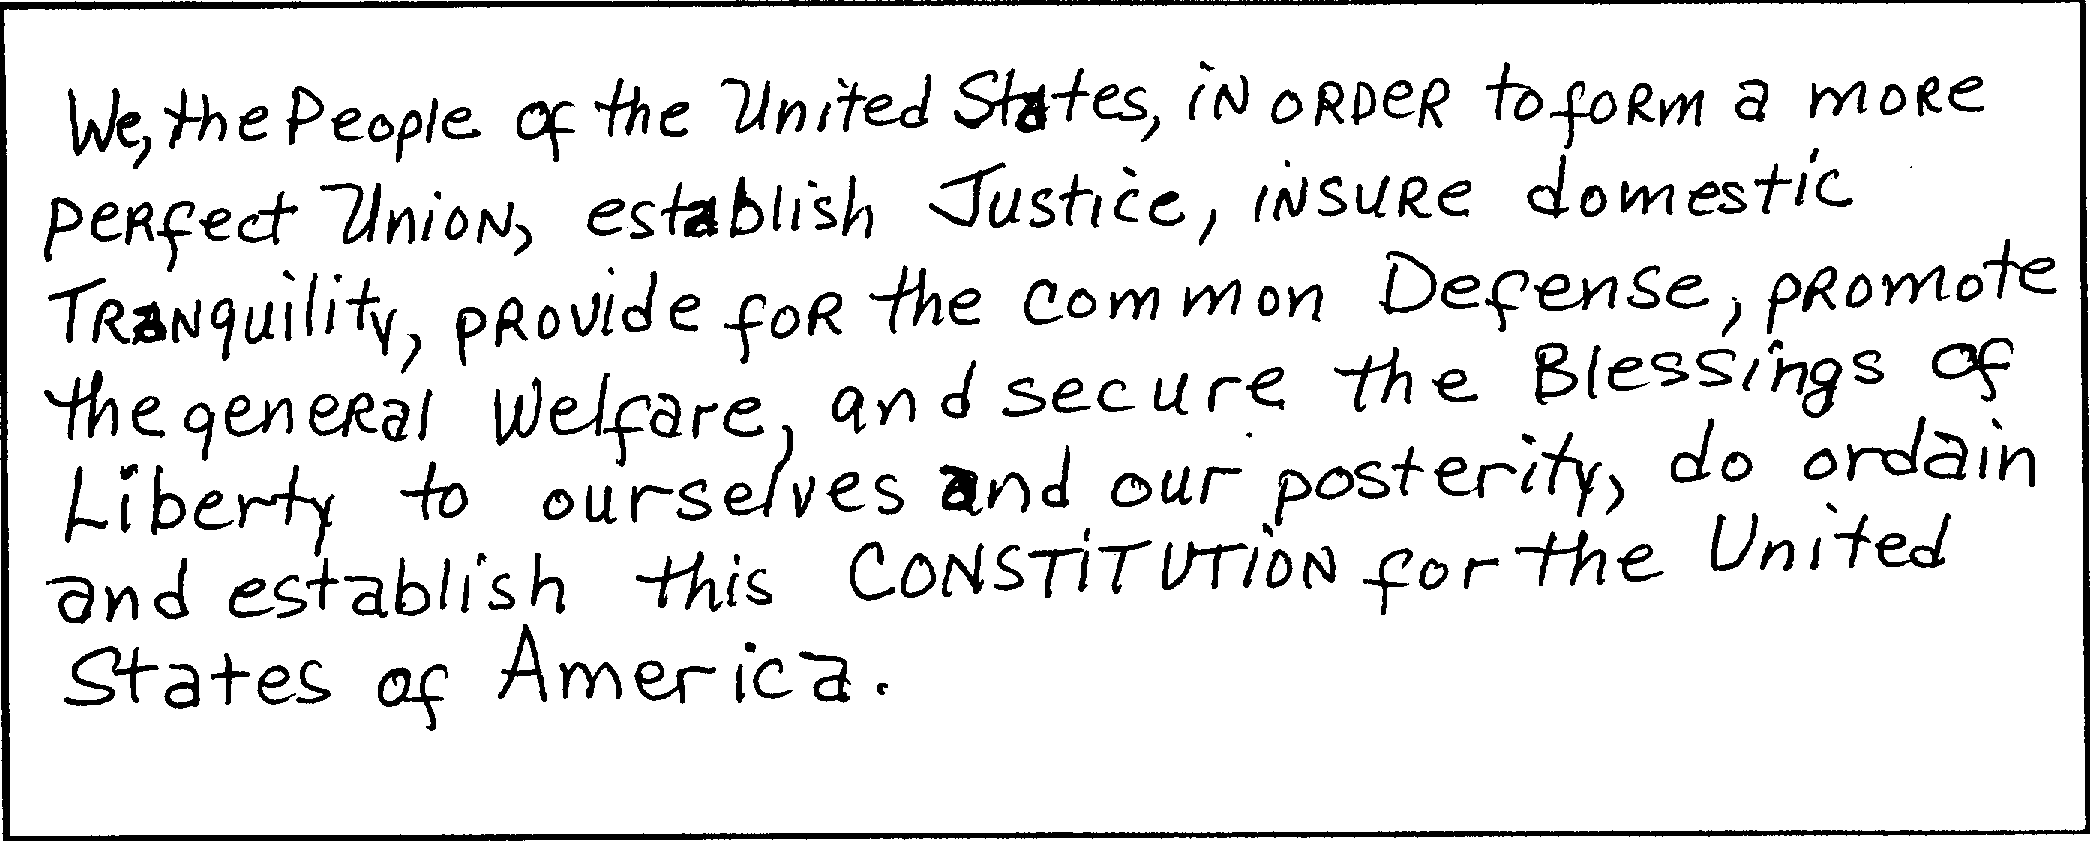 We, the People of the United States, iN ORDER to foRm a moRe
peRfect UnioN, establish Justice, iNSURe domestic
TRaNquility, pRovide foR the common Defense, pRomote
the geneRal Welfare, and secure the Blessings of
Liberty to ourselves and our posterity, do ordain
and establish this CONSTiTUTiON for the United
States of America.